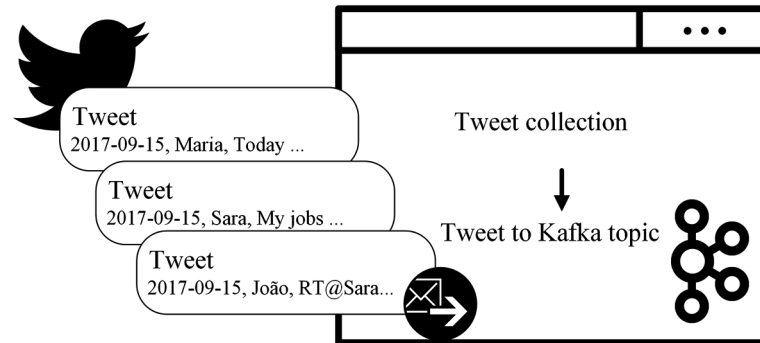 Tweet
2017-09-15, Maria, Today ...
Tweet
2017-09-15, Sara, My jobs ...
Tweet
2017-09-15, João, RT@Sara...
Tweet collection
Tweet to Kafka topic